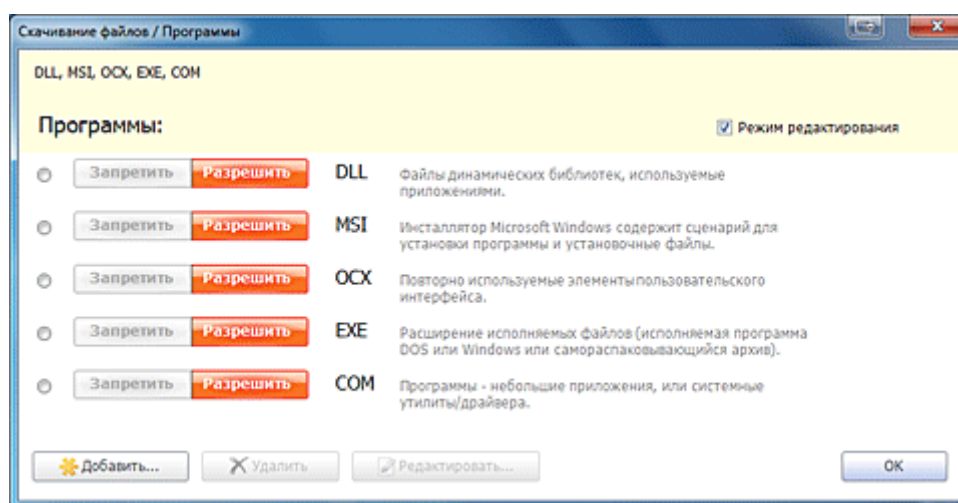 Скачивание файлов / Программы
DLL, MSI, OCX, EXE, COM
Программы:
Режим редактирования
Запретить Разрешить DLL Файлы динамических библиотек, используемые
приложениями.
Запретить Разрешить MSI Инсталлятор Microsoft Windows содержит сценарий для
установки программы и установочные файлы.
Запретить Разрешить OCX Повторно используемые элементы пользовательского
интерфейса.
Запретить Разрешить EXE Расширение исполняемых файлов (исполняемая программа
DOS или Windows или самораспаковывающийся архив).
Запретить Разрешить COM Программы - небольшие приложения, или системные
утилиты/драйвера.
Добавить... Удалить Редактировать... OK